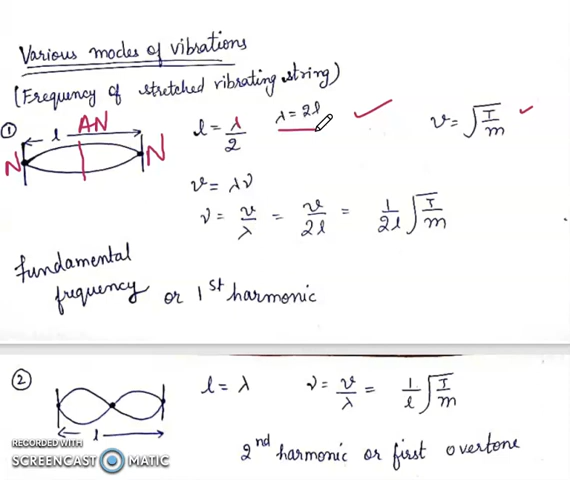 Various modes of vibrations
(Frequency of stretched vibrating string)
① l AN N N
l = λ/2 λ = 2l v = √(T/m)
v = λν
ν = v/λ = v/2l = 1/2l √(T/m)
Fundamental
frequency or 1st harmonic
② l = λ ν = v/λ = 1/l √(T/m)
l
2nd harmonic or first overtone
RECORDED WITH
SCREENCAST MATIC